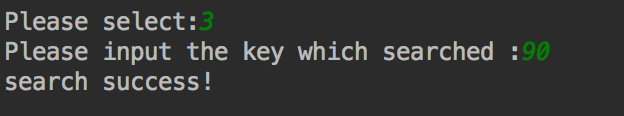 Please select:3
Please input the key which searched :90
search success!